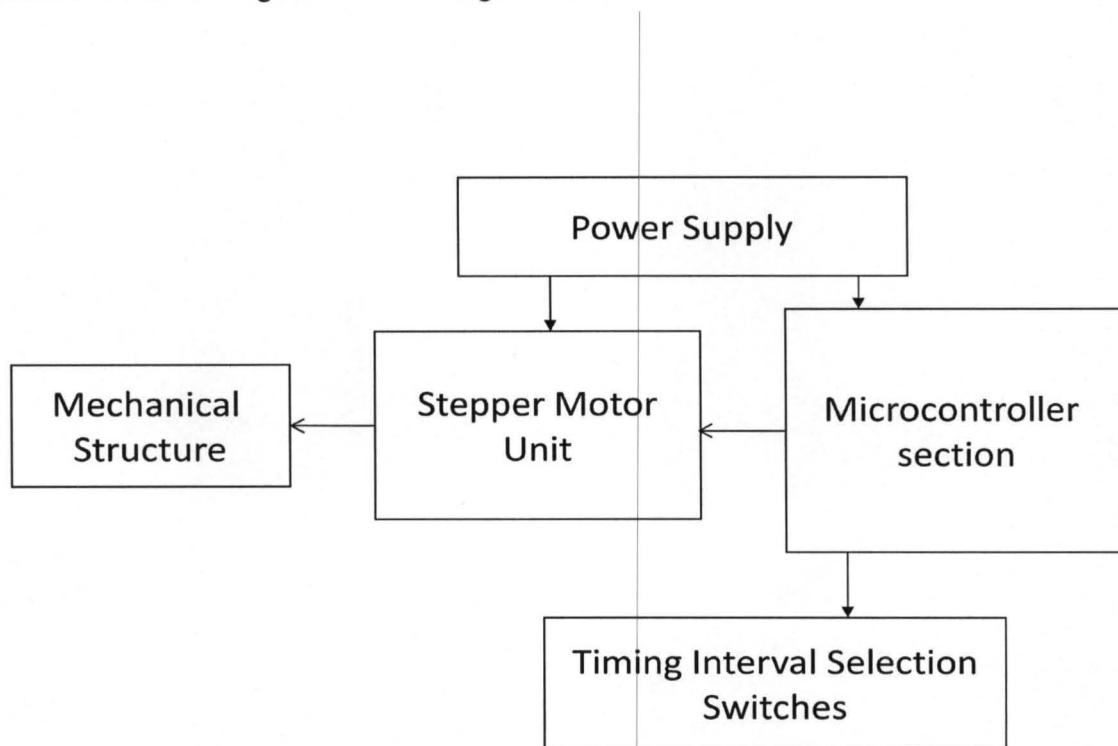 Power Supply
Mechanical
Structure
Stepper Motor
Unit
Microcontroller
section
Timing Interval Selection
Switches